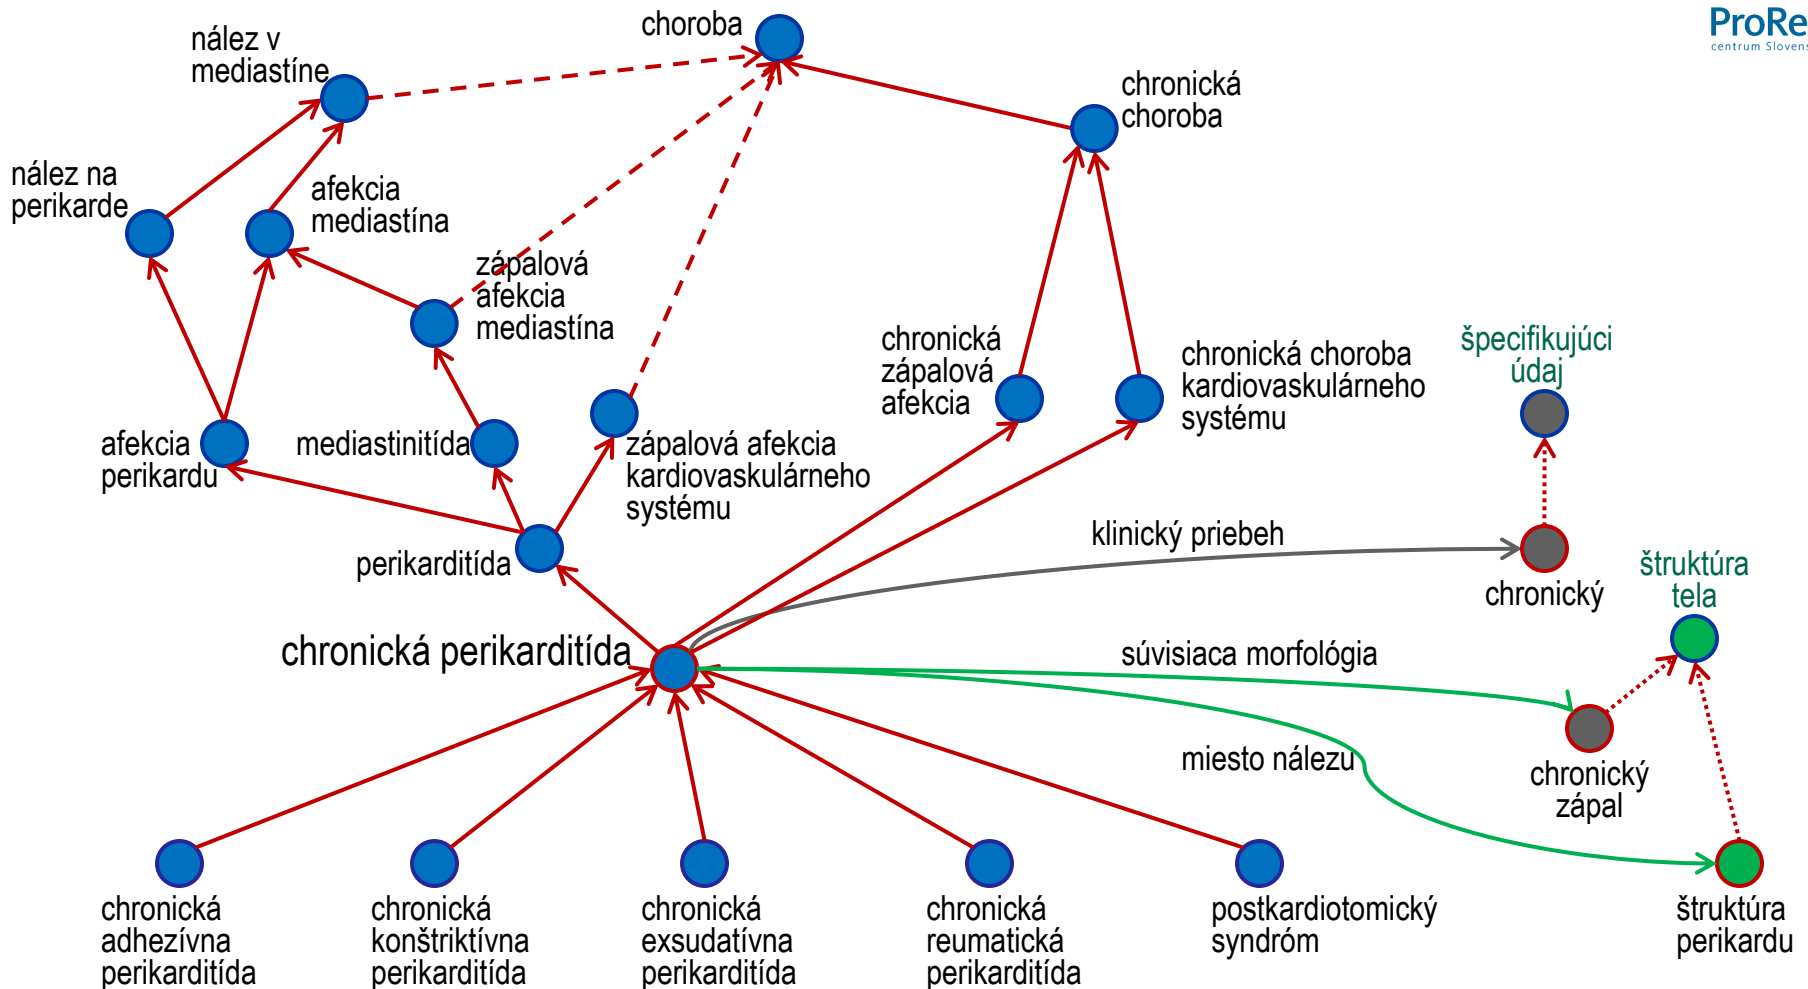 ProRe
centrum Slovens
choroba
nález v
mediastíne
chronická
choroba
nález na
perikarde
afekcia
mediastína
zápalová
afekcia
mediastína
chronická
zápalová
afekcia
chronická choroba
kardiovaskulárneho
systému
špecifikujúci
údaj
afekcia
perikardu
mediastinitída
zápalová afekcia
kardiovaskulárneho
systému
klinický priebeh
perikarditída
chronický
štruktúra
tela
chronická perikarditída
súvisiaca morfológia
miesto nálezu
chronický
zápal
chronická
adhezívna
perikarditída
chronická
konštriktívna
perikarditída
chronická
exsudatívna
perikarditída
chronická
reumatická
perikarditída
postkardiotomický
syndróm
štruktúra
perikardu